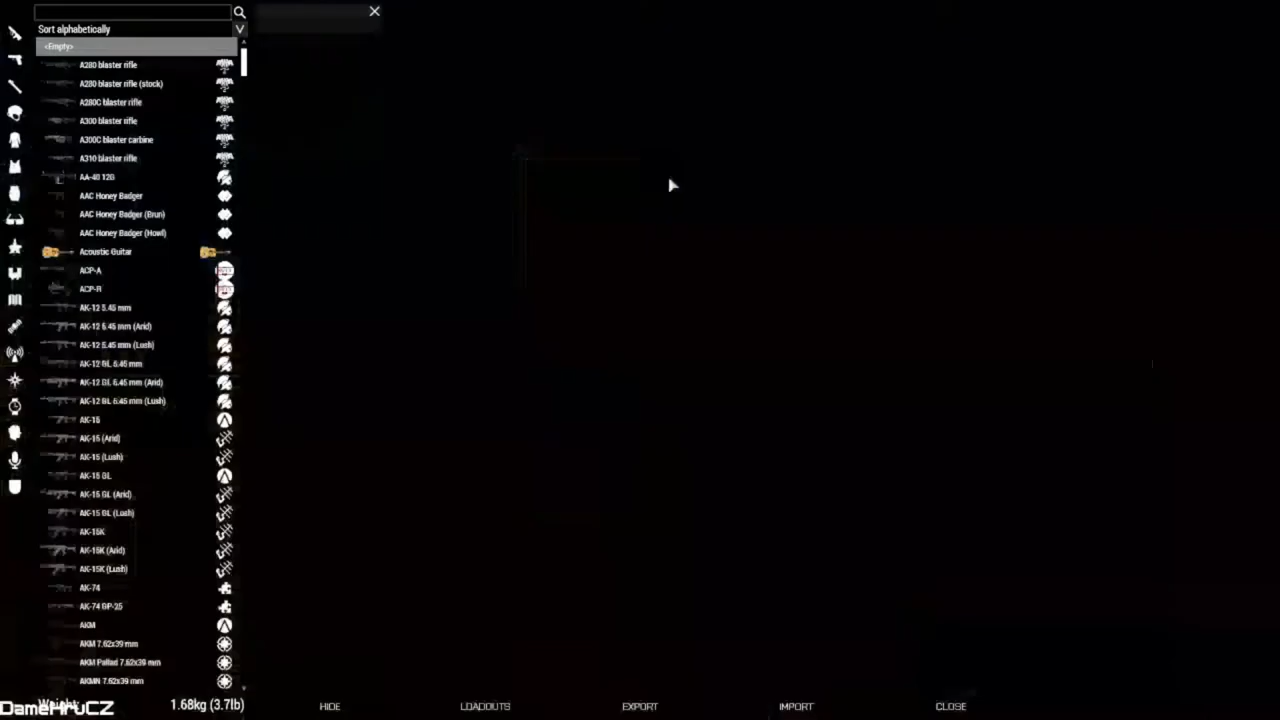 Sort alphabetically
<Empty>
A280 blaster rifle
A280 blaster rifle (stock)
A280C blaster rifle
A300 blaster rifle
A300C blaster carbine
A310 blaster rifle
AA-40 12G
AAC Honey Badger
AAC Honey Badger (Brun)
AAC Honey Badger (Howl)
Acoustic Guitar
ACP-A
ACP-R
AK-12 5.45 mm
AK-12 5.45 mm (Arid)
AK-12 5.45 mm (Lush)
AK-12 GL 5.45 mm
AK-12 GL 5.45 mm (Arid)
AK-12 GL 5.45 mm (Lush)
AK-15
AK-15 (Arid)
AK-15 (Lush)
AK-15 GL
AK-15 GL (Arid)
AK-15 GL (Lush)
AK-15K
AK-15K (Arid)
AK-15K (Lush)
AK-74
AK-74 GP-25
AKM
AKM 7.62x39 mm
AKM Pallad 7.62x39 mm
AKMN 7.62x39 mm
Weight: 1.68kg (3.7lb)
DameHruCZ
HIDE
LOADOUTS
EXPORT
IMPORT
CLOSE